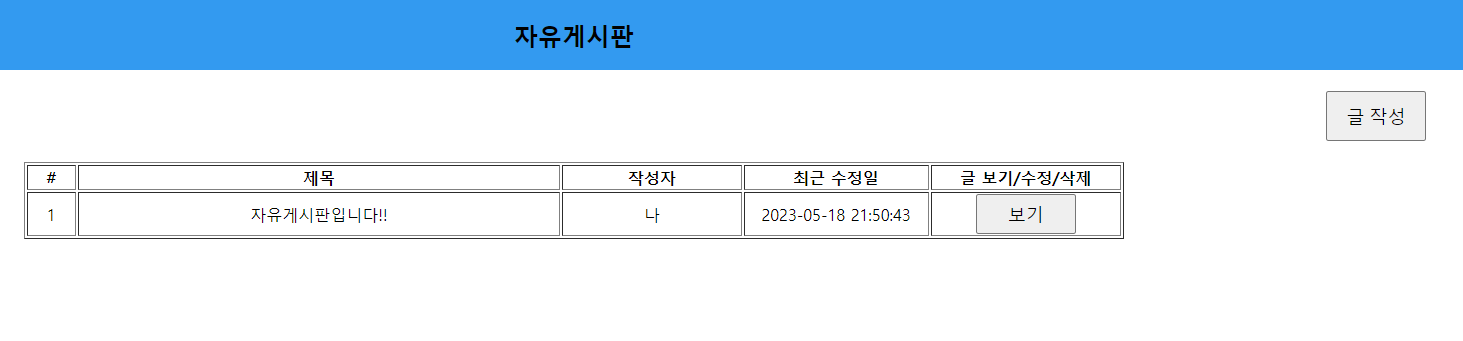 자유게시판
글 작성
# 제목 작성자 최근 수정일 글 보기/수정/삭제
1 자유게시판입니다!! 나 2023-05-18 21:50:43 보기